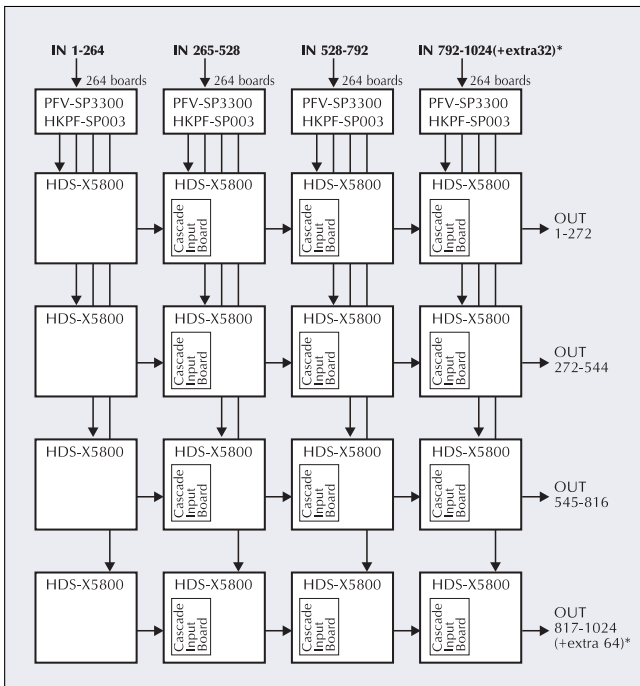 IN 1-264 IN 265-528 IN 528-792 IN 792-1024(+extra32)*
264 boards 264 boards 264 boards 264 boards
PFV-SP3300 PFV-SP3300 PFV-SP3300 PFV-SP3300
HKPF-SP003 HKPF-SP003 HKPF-SP003 HKPF-SP003
HDS-X5800 HDS-X5800 HDS-X5800 HDS-X5800
Cascade
Input
Board
Cascade
Input
Board
Cascade
Input
Board
OUT
1-272
HDS-X5800 HDS-X5800 HDS-X5800 HDS-X5800
Cascade
Input
Board
Cascade
Input
Board
Cascade
Input
Board
OUT
272-544
HDS-X5800 HDS-X5800 HDS-X5800 HDS-X5800
Cascade
Input
Board
Cascade
Input
Board
Cascade
Input
Board
OUT
545-816
HDS-X5800 HDS-X5800 HDS-X5800 HDS-X5800
Cascade
Input
Board
Cascade
Input
Board
Cascade
Input
Board
OUT
817-1024
(+extra 64)*